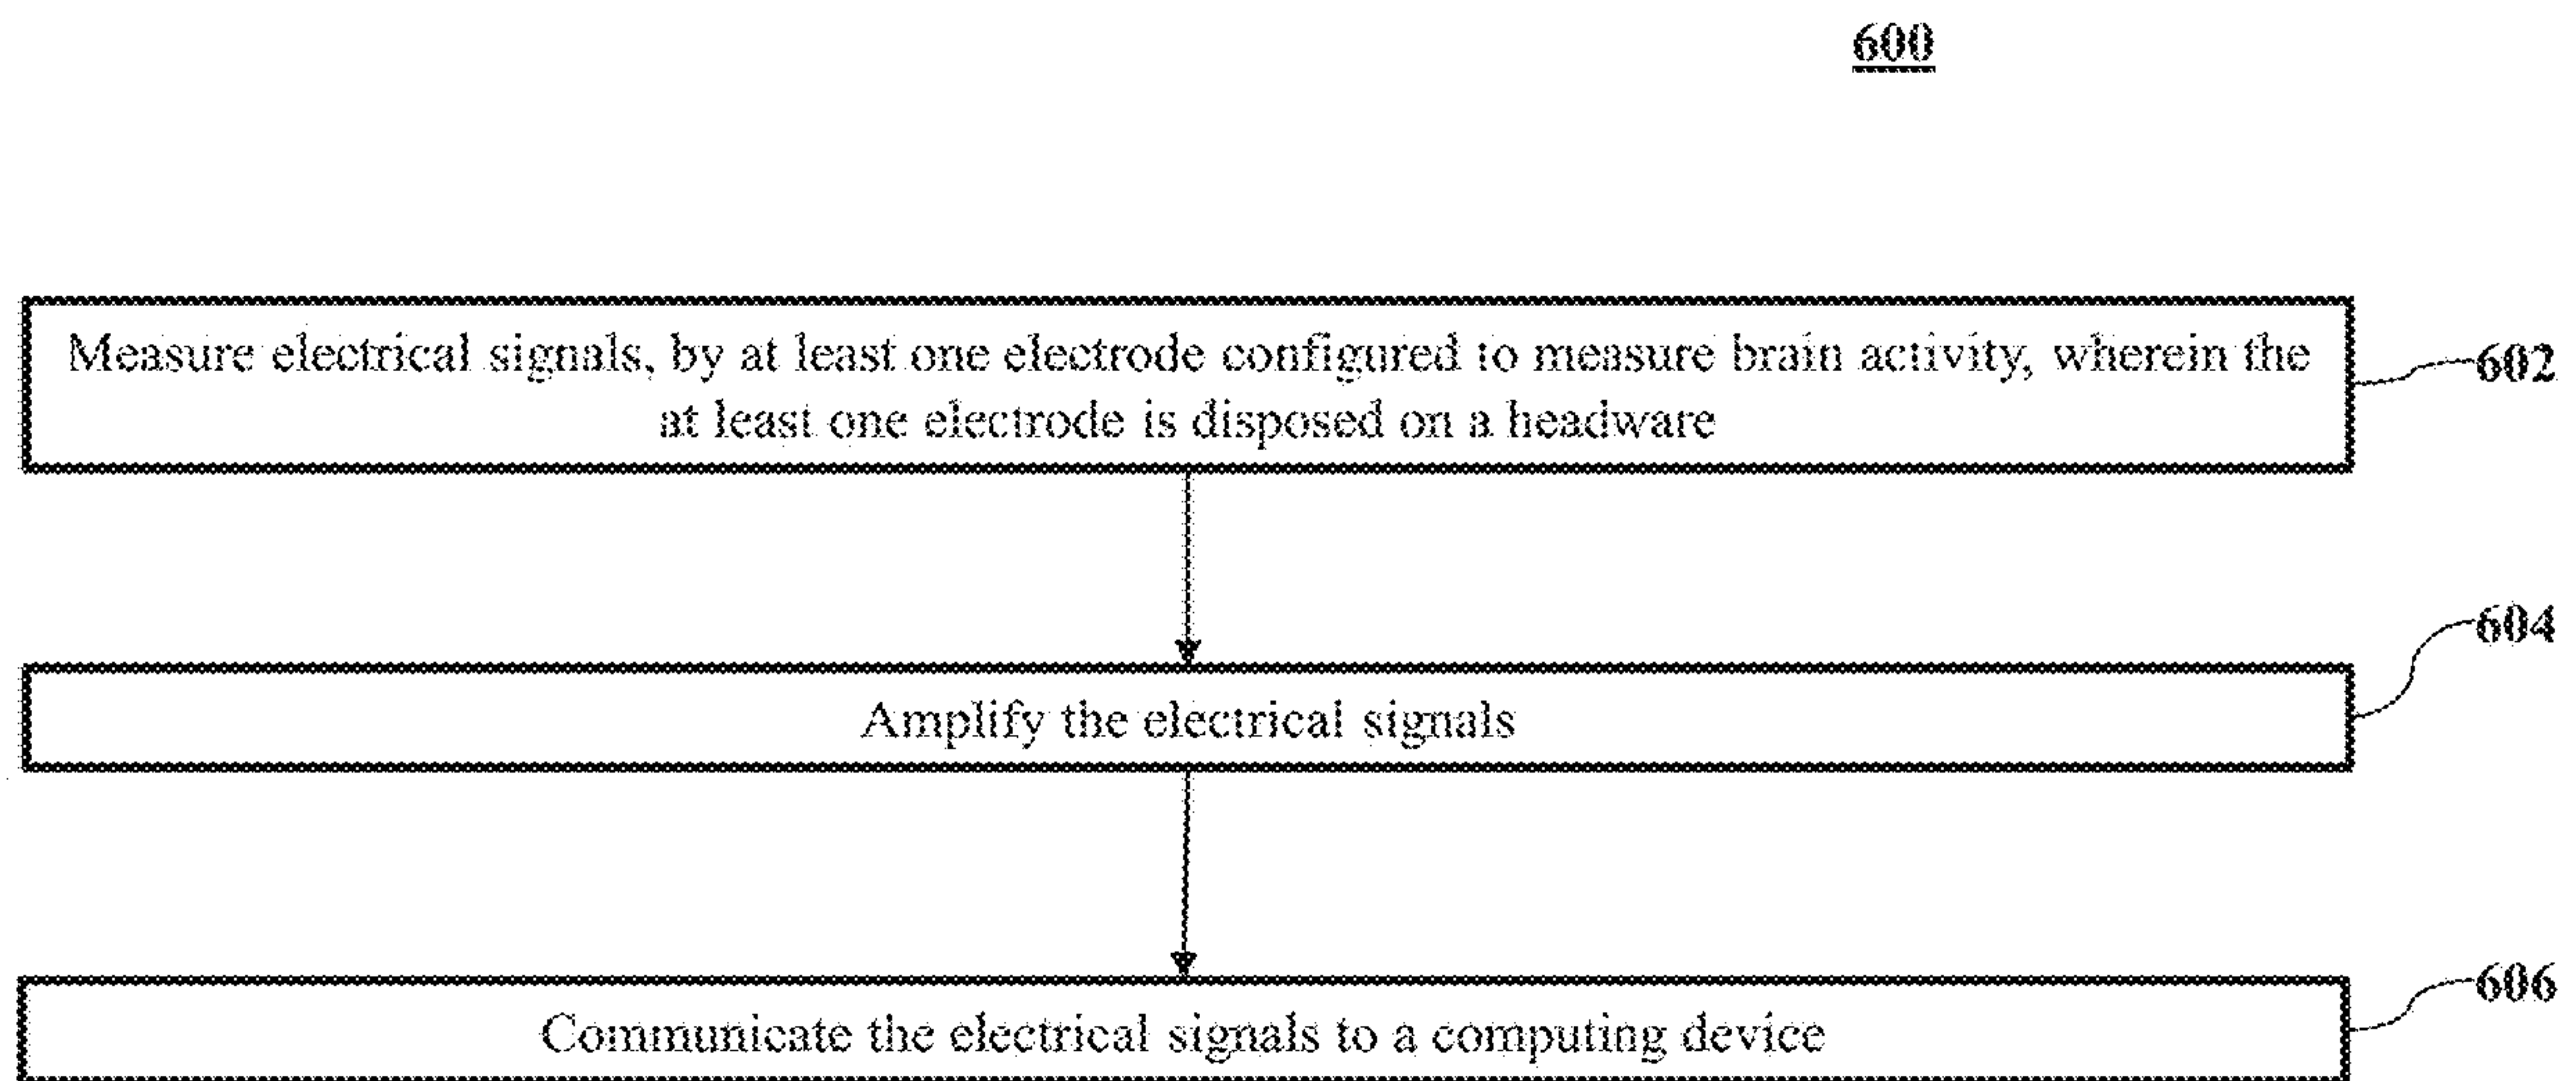 600
Measure electrical signals, by at least one electrode configured to measure brain activity, wherein the
602
at least one electrode is disposed on a headware
604
Amplify the electrical signals
606
Communicate the electrical signals to a computing device